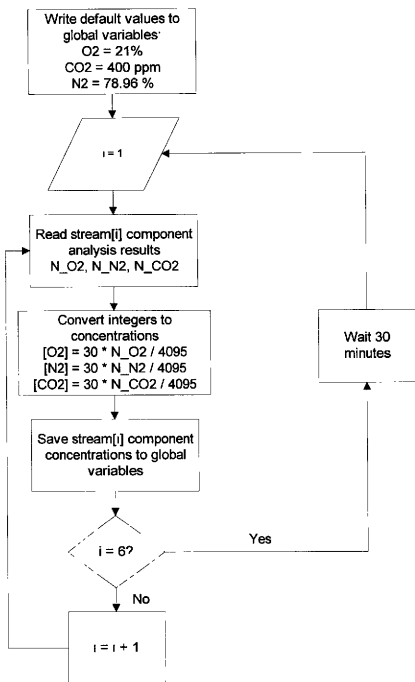 Write default values to
global variables:
O2 = 21%
CO2 = 400 ppm
N2 = 78.96 %
i = 1
Read stream[i] component
analysis results
N_O2, N_N2, N_CO2
Convert integers to
concentrations
[O2] = 30 * N_O2 / 4095
[N2] = 30 * N_N2 / 4095
[CO2] = 30 * N_CO2 / 4095
Wait 30
minutes
Save stream[i] component
concentrations to global
variables
i = 6?
Yes
No
i = i + 1